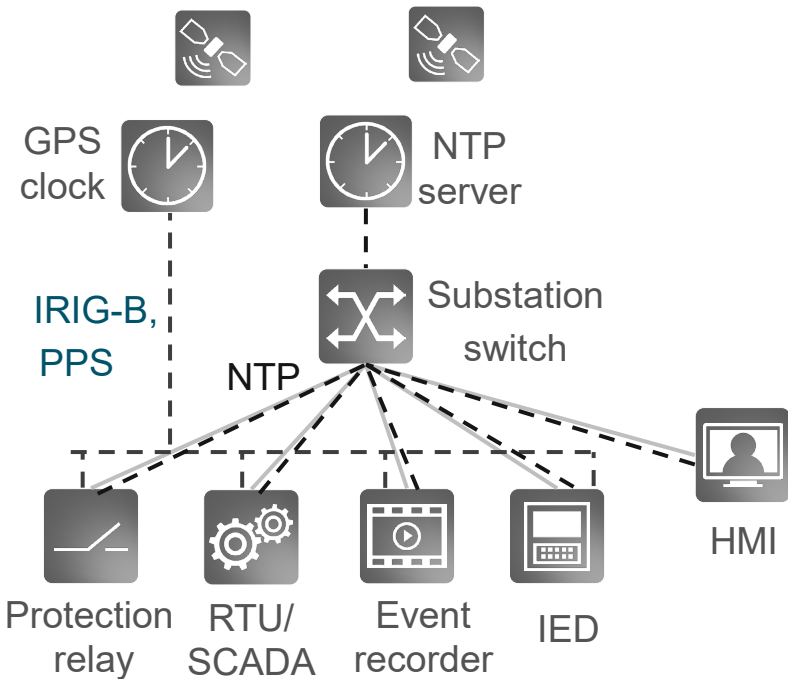 GPS
clock
NTP
server
IRIG-B,
PPS
Substation
switch
NTP
HMI
Protection
relay
RTU/
SCADA
Event
recorder
IED